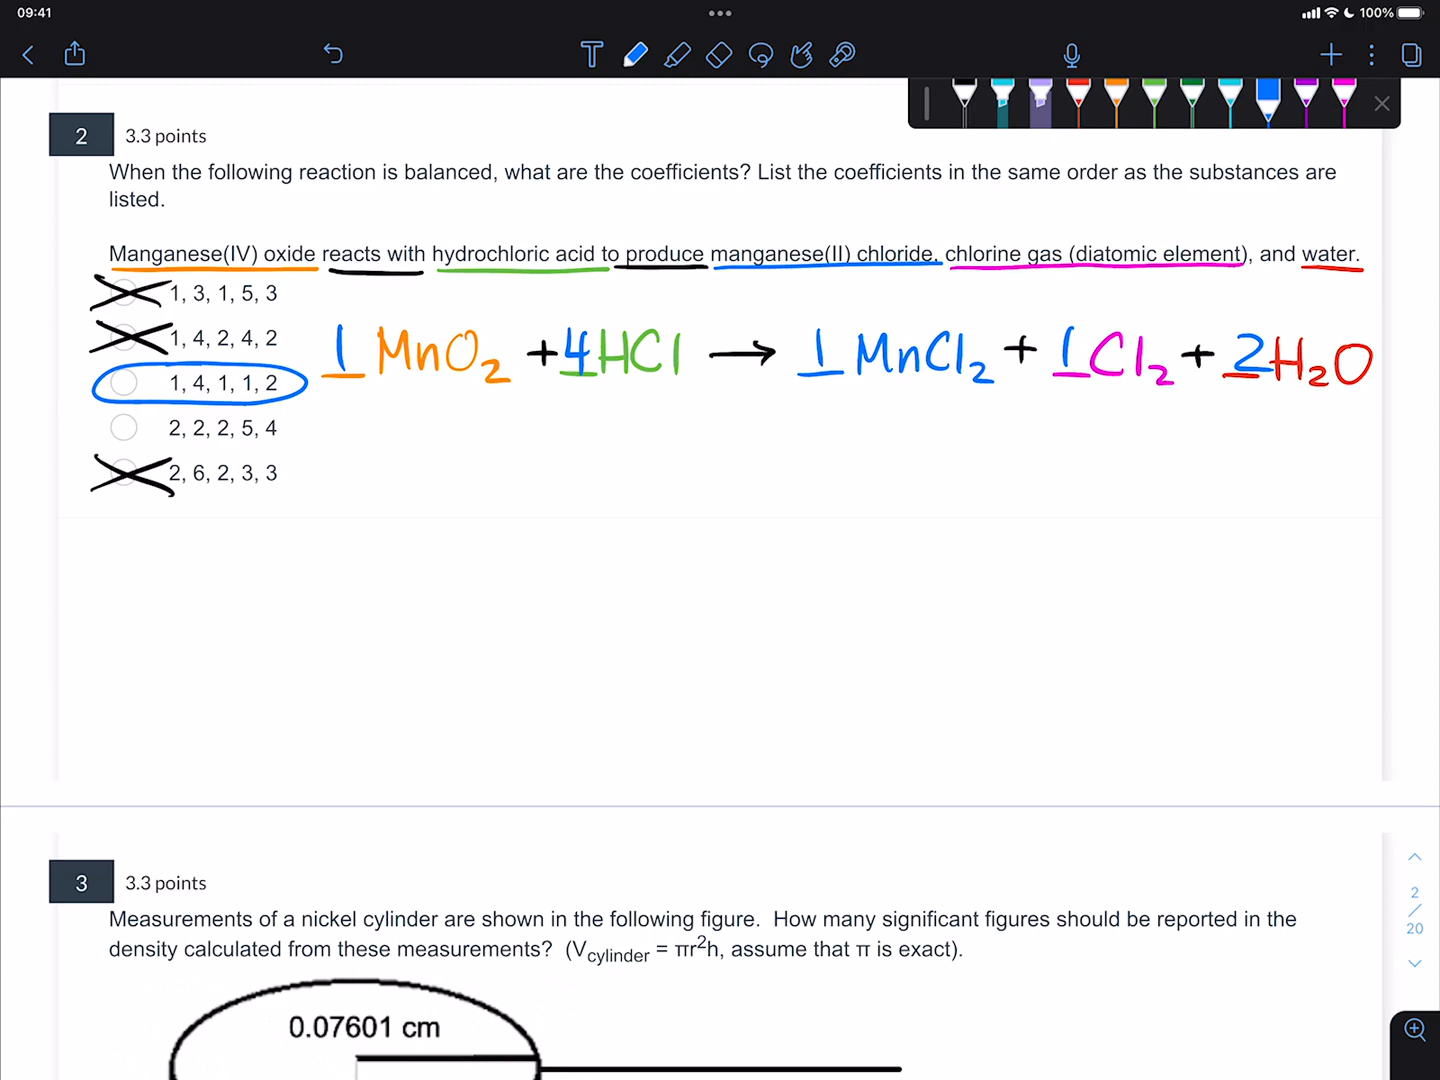 09:41
100%
T
2
3.3 points
When the following reaction is balanced, what are the coefficients? List the coefficients in the same order as the substances are
listed.
Manganese(IV) oxide reacts with hydrochloric acid to produce manganese(II) chloride, chlorine gas (diatomic element), and water.
1, 3, 1, 5, 3
1, 4, 2, 4, 2
1 MnO₂ + 4 HCl → 1 MnCl₂ + 1 Cl₂ + 2 H₂O
1, 4, 1, 1, 2
2, 2, 2, 5, 4
2, 6, 2, 3, 3
3
3.3 points
Measurements of a nickel cylinder are shown in the following figure. How many significant figures should be reported in the
density calculated from these measurements? (Vcylinder = πr²h, assume that π is exact).
0.07601 cm
2
/
20